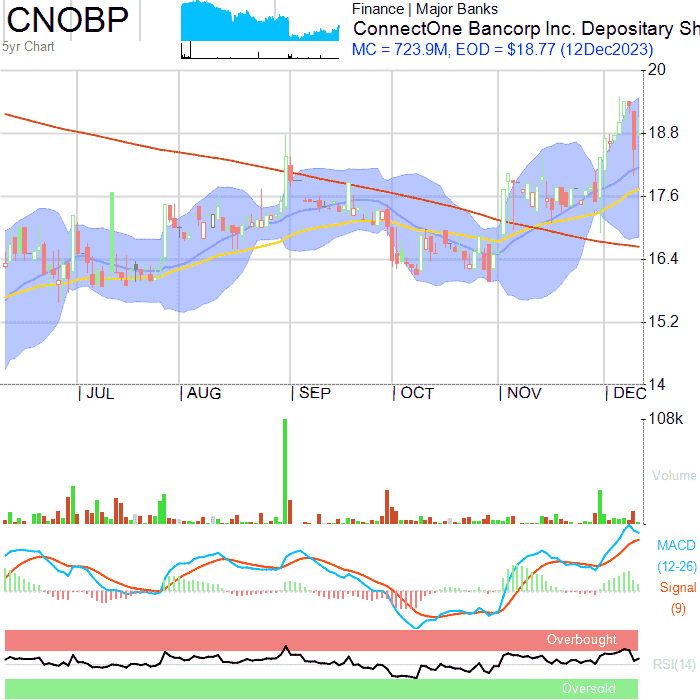 CNOBP
5yr Chart
Finance | Major Banks
ConnectOne Bancorp Inc. Depositary Sh
MC = 723.9M, EOD = $18.77 (12Dec2023)
20
18.8
17.6
16.4
15.2
14
JUL AUG SEP OCT NOV DEC
108k
Volume
MACD
(12-26)
Signal
(9)
Overbought
RSI(14)
Oversold